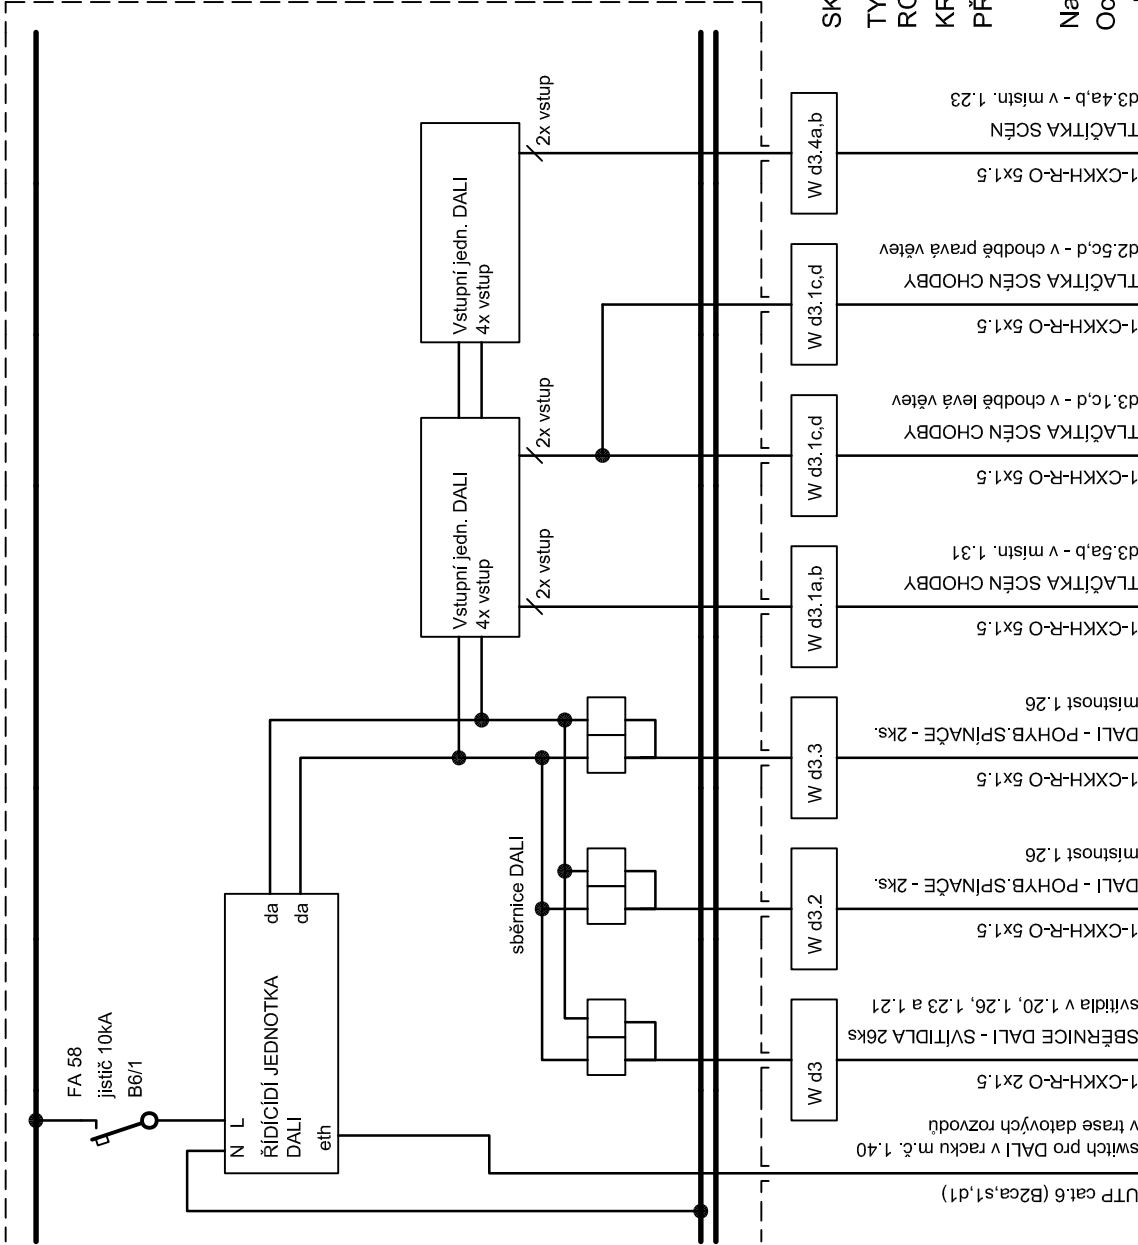 SK
TY
RO
KR
PŘ
Na
Oc
FA 58
jistič 10kA
B6/1
N L
ŘÍDÍCÍDÍ JEDNOTKA
DALI
eth
da
da
sběrnice DALI
Vstupní jedn. DALI
4x vstup
Vstupní jedn. DALI
4x vstup
2x vstup
2x vstup
2x vstup
W d3.4a,b
1-CXKH-R-O 5x1.5
TLAČÍTKA SCÉN
d3.4a,b - v místn. 1.23
W d3.1c,d
1-CXKH-R-O 5x1.5
TLAČÍTKA SCÉN CHODBY
d2.5c,d - v chodbě pravá větev
W d3.1c,d
1-CXKH-R-O 5x1.5
TLAČÍTKA SCÉN CHODBY
d3.1c,d - v chodbě levá větev
W d3.1a,b
1-CXKH-R-O 5x1.5
TLAČÍTKA SCÉN CHODBY
d3.5a,b - v místn. 1.31
W d3.3
1-CXKH-R-O 5x1.5
DALI - POHYB.SPÍNAČE - 2ks.
místnost 1.26
W d3.2
1-CXKH-R-O 5x1.5
DALI - POHYB.SPÍNAČE - 2ks.
místnost 1.26
W d3
1-CXKH-R-O 2x1.5
SBĚRNICE DALI - SVÍTIDLA 26ks
svítidla v 1.20, 1.26, 1.23 a 1.21
UTP cat.6 (B2ca,s1,d1)
switch pro DALI v racku m.č. 1.40
v trase datových rozvodů